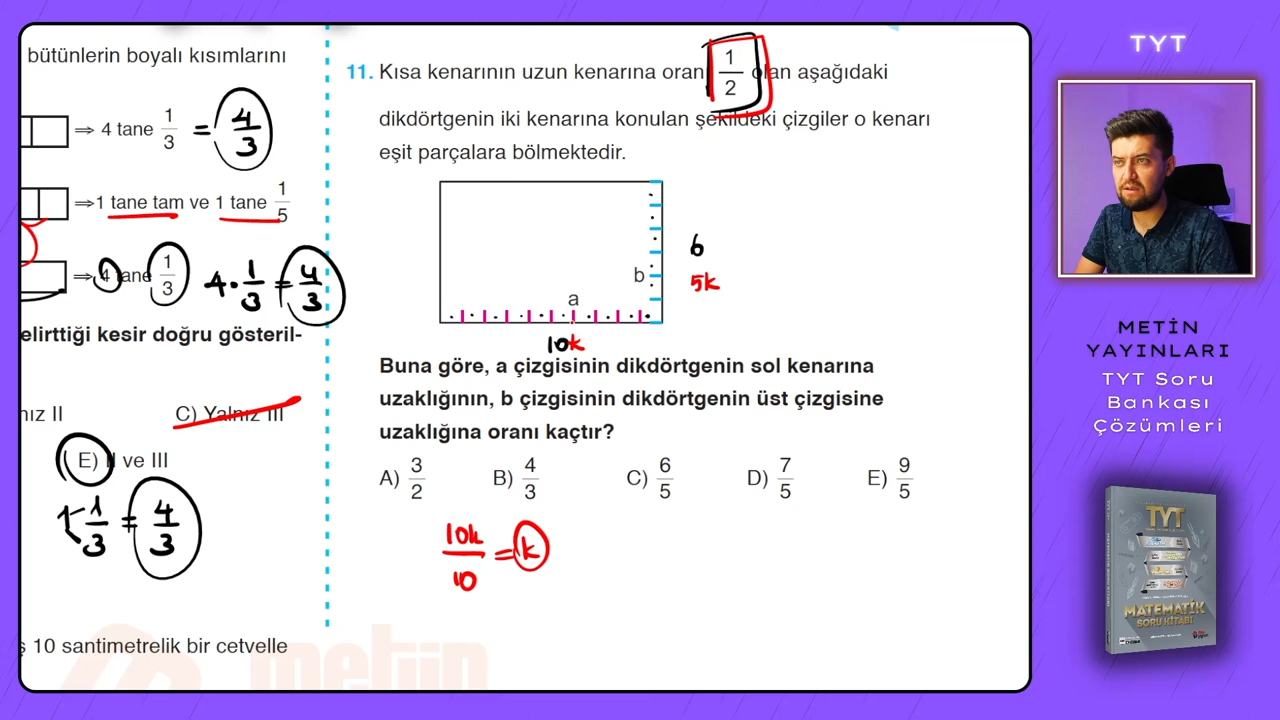 bütünlerin boyalı kısımlarını
⇒ 4 tane 1/3 = 4/3
⇒1 tane tam ve 1 tane 1/5
⇒ 4 tane 1/3 4·1/3 = 4/3
elirttiği kesir doğru gösteril-
nız II C) Yalnız III
E) II ve III
1 1/3 = 4/3
ş 10 santimetrelik bir cetvelle
metin
11. Kısa kenarının uzun kenarına oranı 1/2 olan aşağıdaki
dikdörtgenin iki kenarına konulan şekildeki çizgiler o kenarı
eşit parçalara bölmektedir.
6
b 5k
a
10k
Buna göre, a çizgisinin dikdörtgenin sol kenarına
uzaklığının, b çizgisinin dikdörtgenin üst çizgisine
uzaklığına oranı kaçtır?
A) 3/2 B) 4/3 C) 6/5 D) 7/5 E) 9/5
10k/10 = k
TYT
METİN
YAYINLARI
TYT Soru
Bankası
Çözümleri
TYT
MATEMATİK
SORU KİTABI